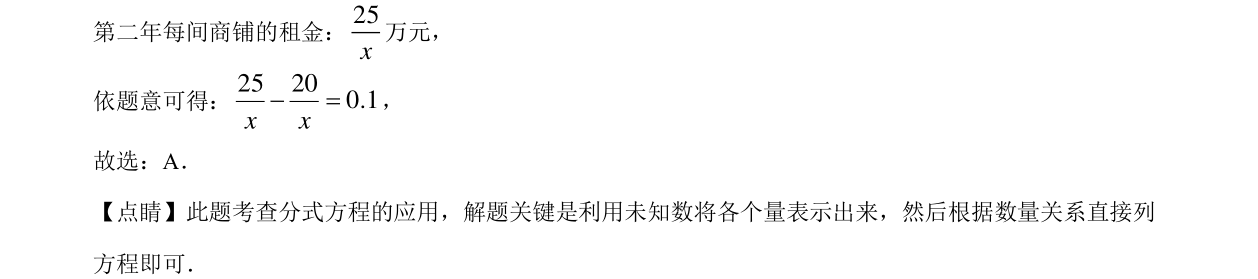 第二年每间商铺的租金：$\frac{25}{x}$万元，
依题意可得：$\frac{25}{x}-\frac{20}{x}=0.1$，
故选：A．
【点睛】此题考查分式方程的应用，解题关键是利用未知数将各个量表示出来，然后根据数量关系直接列
方程即可．